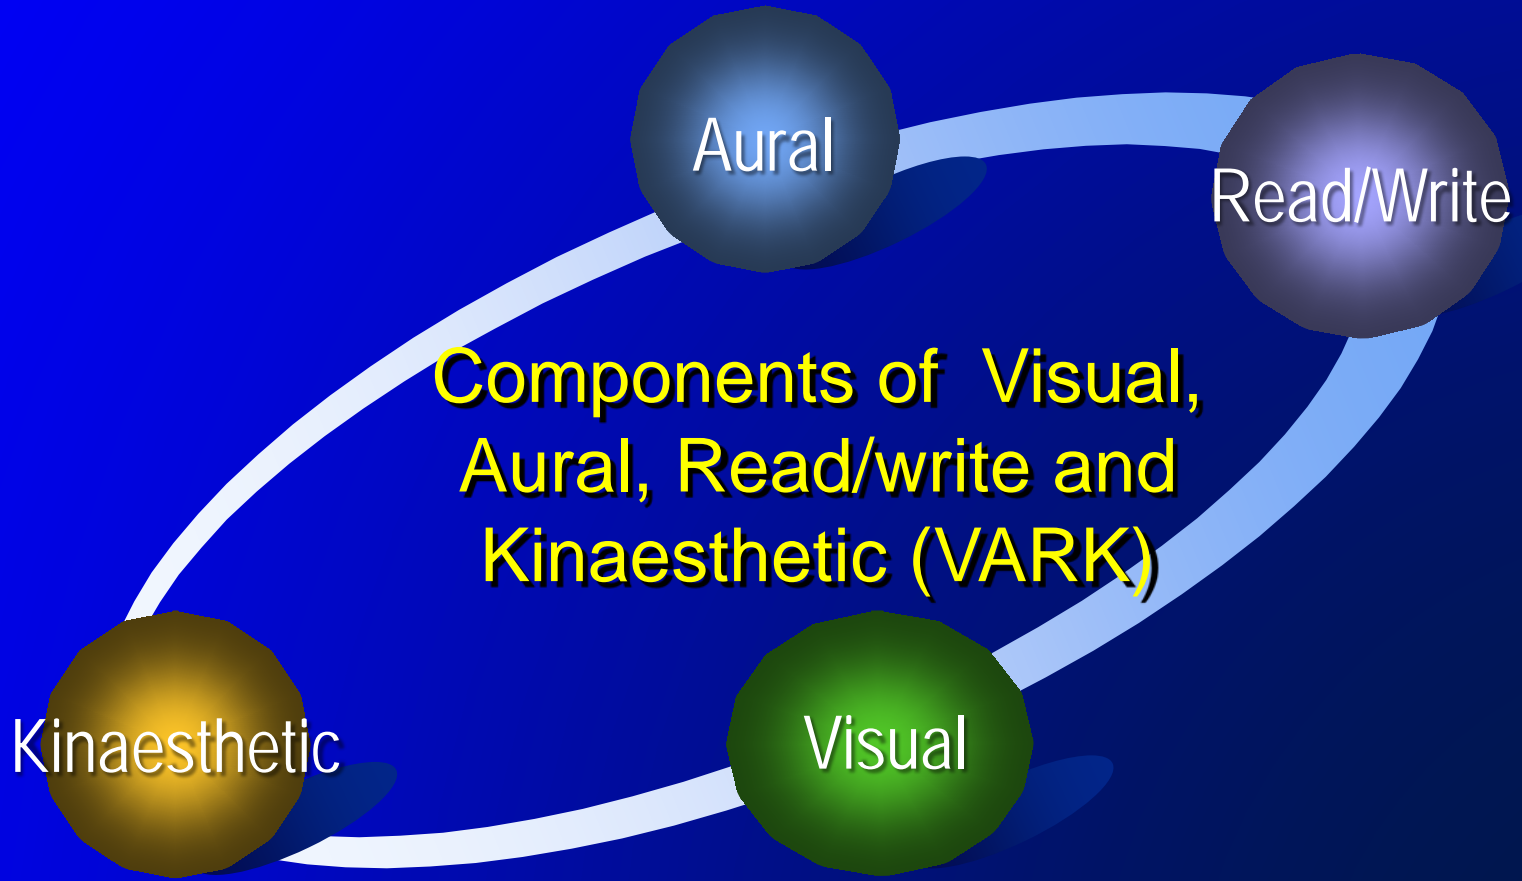 Aural
Read/Write
Components of Visual,
Aural, Read/write and
Kinaesthetic (VARK)
Kinaesthetic
Visual